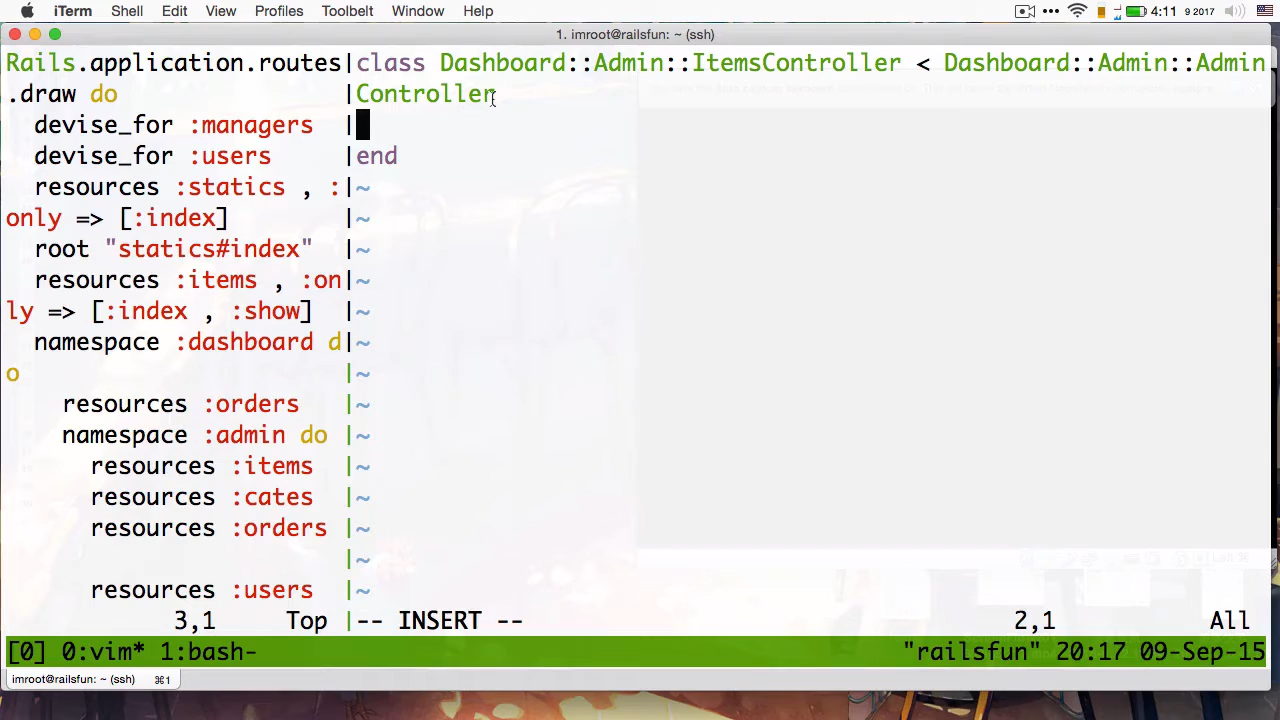 iTerm Shell Edit View Profiles Toolbelt Window Help 4:11 9 2017
1. imroot@railsfun: ~ (ssh)
Rails.application.routes|class Dashboard::Admin::ItemsController < Dashboard::Admin::Admin
.draw do |Controller
devise_for :managers |
devise_for :users |end
resources :statics , :|~
only => [:index] |~
root "statics#index" |~
resources :items , :on|~
ly => [:index , :show] |~
namespace :dashboard d|~
o |~
resources :orders |~
namespace :admin do |~
resources :items |~
resources :cates |~
resources :orders |~
|~
resources :users |~
3,1 Top |-- INSERT -- 2,1 All
[0] 0:vim* 1:bash- "railsfun" 20:17 09-Sep-15
imroot@railsfun: ~ (ssh) ⌘1